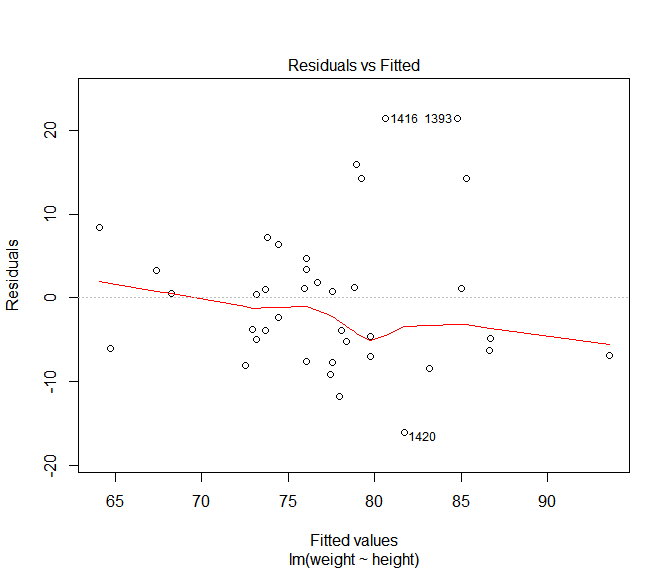 Residuals vs Fitted
1416 1393
20
10
0
-10
-20
1420
Residuals
65 70 75 80 85 90
Fitted values
lm(weight ~ height)